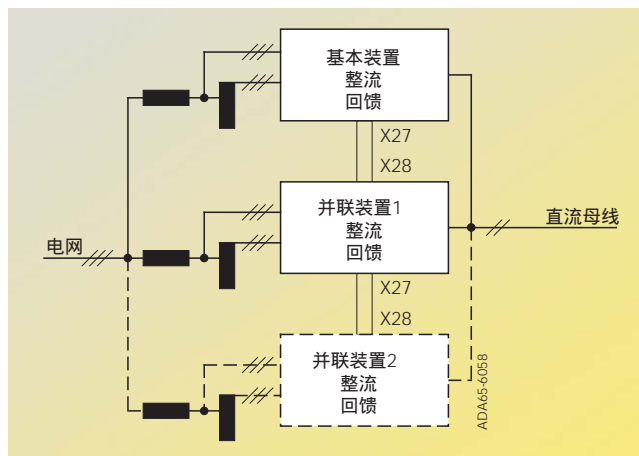 基本装置
整流
回馈
X27
X28
并联装置1
整流
回馈
电网
直流母线
X27
X28
并联装置2
整流
回馈
ADA65-6058